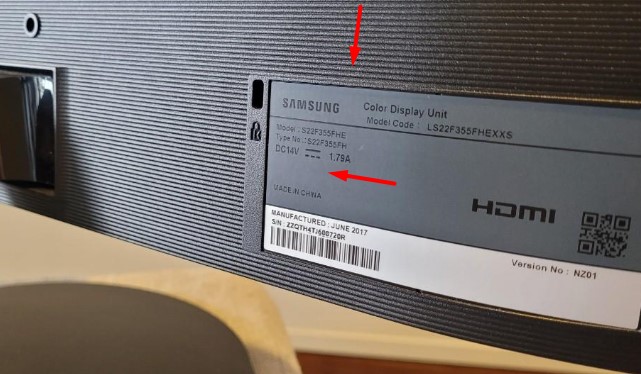 SAMSUNG Color Display Unit
Model Code : LS22F355FHEXXS
Model : S22F355FHE
Type No : S22F355FH
DC14V 1.79A
MADE IN CHINA
HDMI
MANUFACTURED : JUNE 2017
S/N :
Version No : NZ01